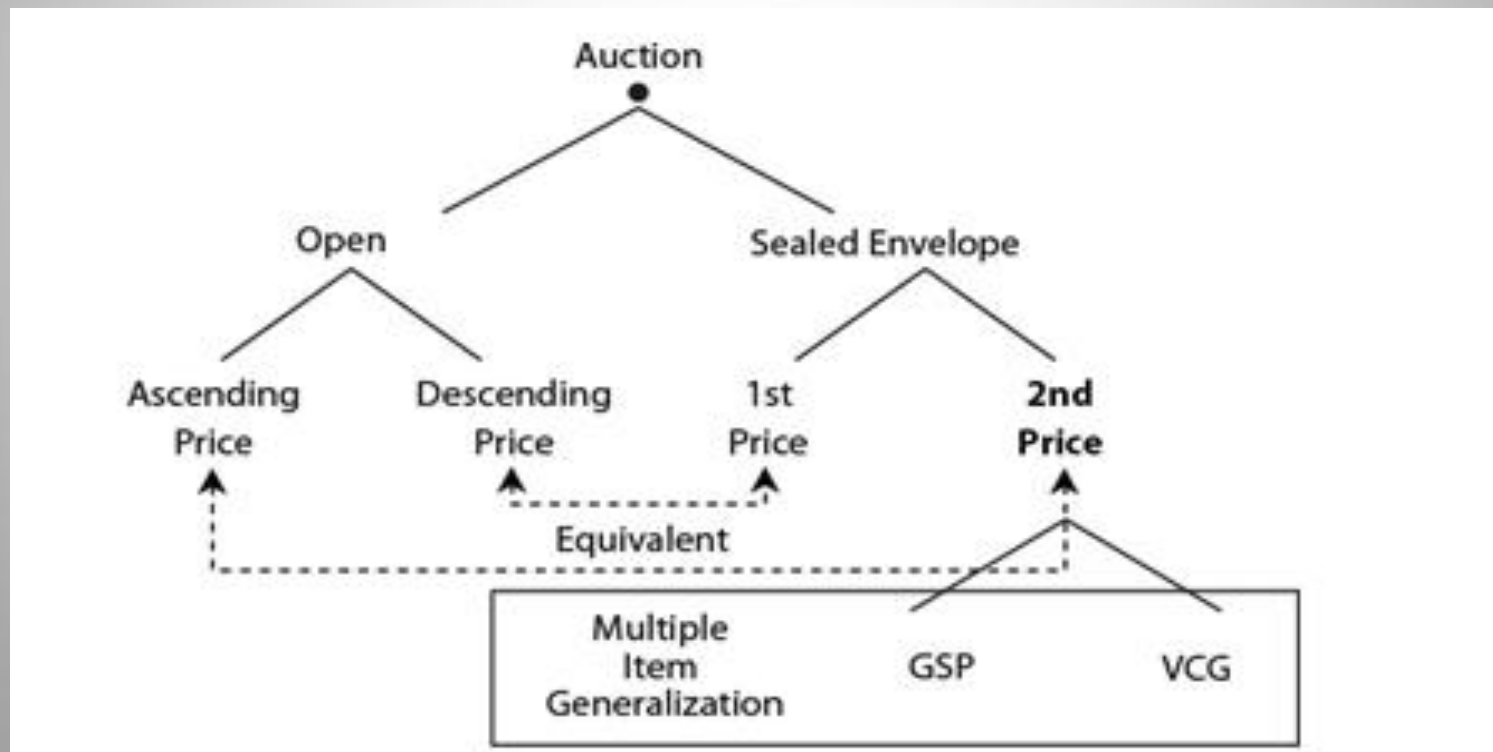 Auction
Open
Sealed Envelope
Ascending
Price
Descending
Price
1st
Price
2nd
Price
Equivalent
Multiple
Item
Generalization
GSP
VCG